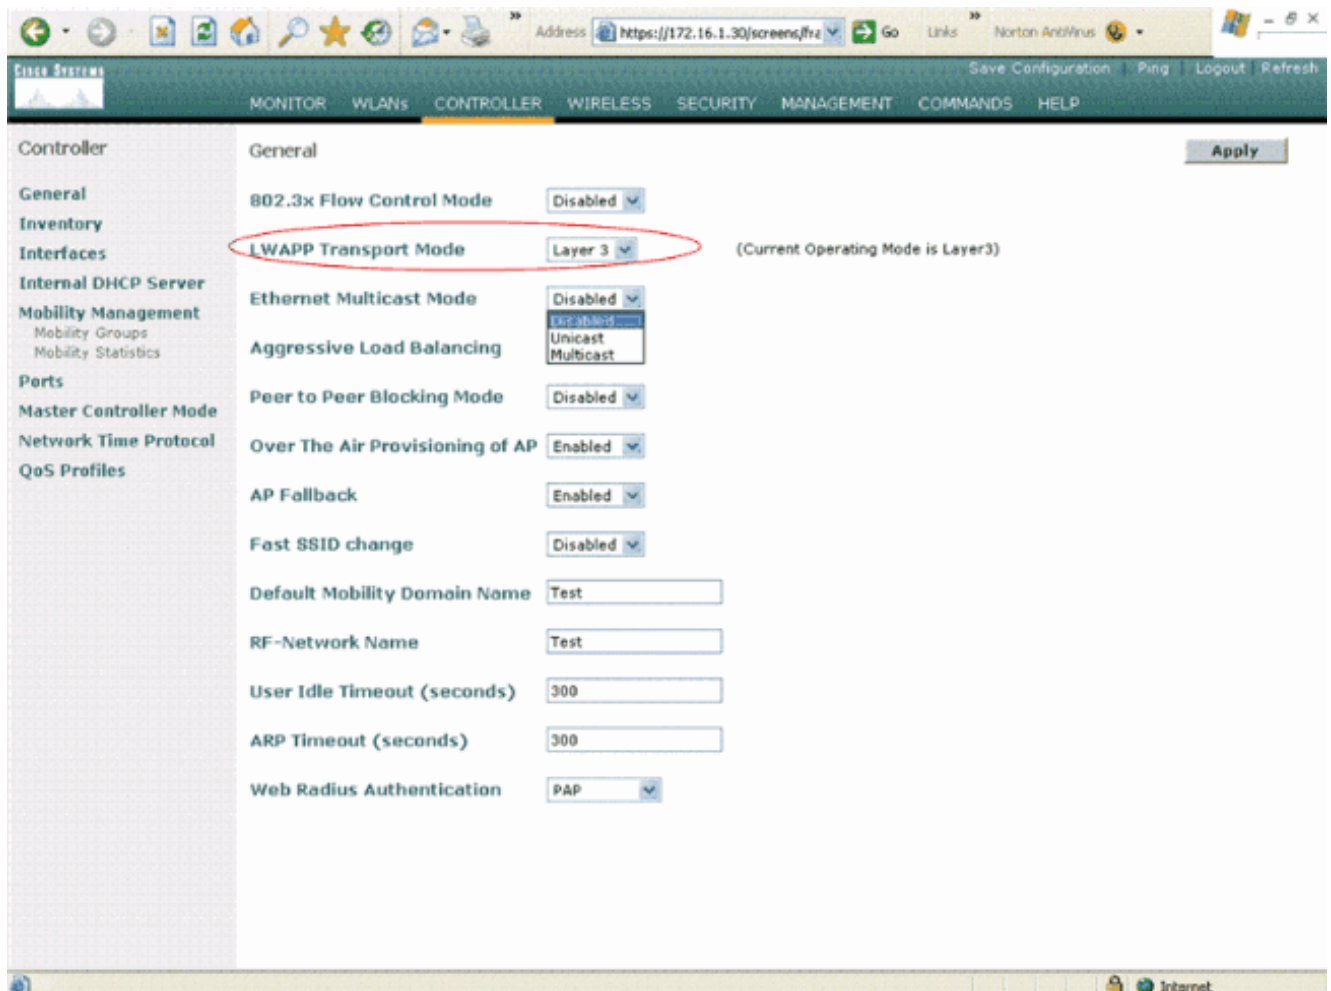 Address https://172.16.1.30/screens/fra Go Links Norton AntiVirus
CISCO SYSTEMS
Save Configuration Ping Logout Refresh
MONITOR WLANs CONTROLLER WIRELESS SECURITY MANAGEMENT COMMANDS HELP
Controller
General
Inventory
Interfaces
Internal DHCP Server
Mobility Management
Mobility Groups
Mobility Statistics
Ports
Master Controller Mode
Network Time Protocol
QoS Profiles
General
Apply
802.3x Flow Control Mode Disabled
LWAPP Transport Mode Layer 3 (Current Operating Mode is Layer3)
Ethernet Multicast Mode Disabled
Disabled
Unicast
Multicast
Aggressive Load Balancing
Peer to Peer Blocking Mode Disabled
Over The Air Provisioning of AP Enabled
AP Fallback Enabled
Fast SSID change Disabled
Default Mobility Domain Name Test
RF-Network Name Test
User Idle Timeout (seconds) 300
ARP Timeout (seconds) 300
Web Radius Authentication PAP
Internet